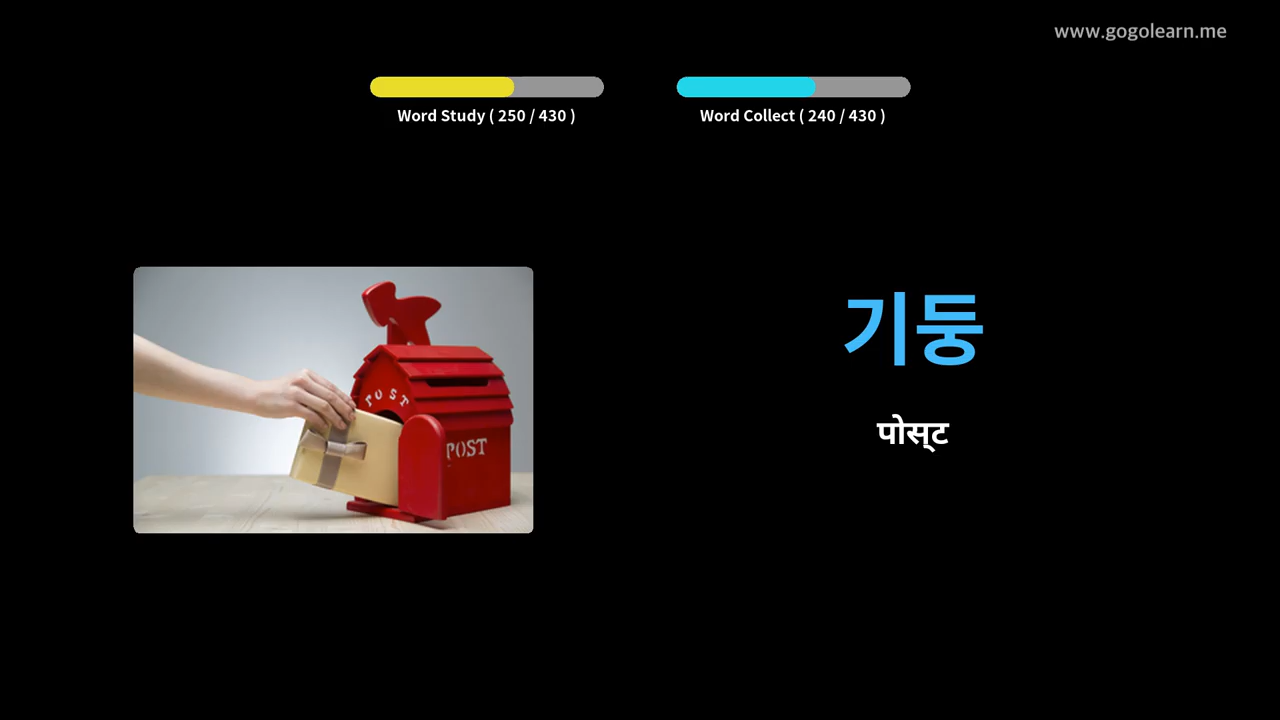 www.gogolearn.me
Word Study ( 250 / 430 )
Word Collect ( 240 / 430 )
POST
POST
기둥
पोस्ट